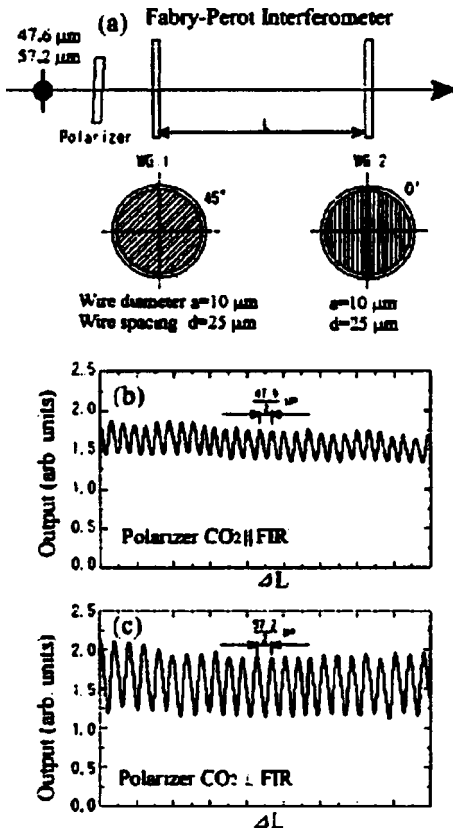 (a) Fabry-Perot Interferometer
47.6 μm
57.2 μm
Polarizer
L
WG 1
WG 2
45°
0°
Wire diameter a=10 μm
Wire spacing d=25 μm
a=10 μm
d=25 μm
(b)
Output (arb units)
2.5
2.0
1.5
1.0
0.5
0.0
2
μm
Polarizer CO₂ || FIR
ΔL
(c)
Output (arb. units)
2.5
2.0
1.5
1.0
0.5
0.0
57.2
2
μm
Polarizer CO₂ ⊥ FIR
ΔL